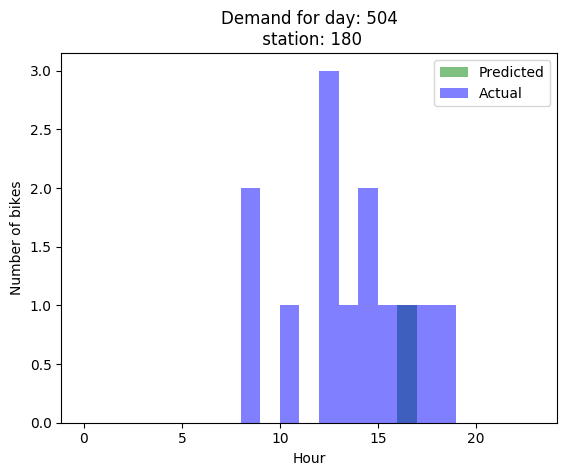 Demand for day: 504
station: 180
Predicted
Actual
Number of bikes
3.0
2.5
2.0
1.5
1.0
0.5
0.0
0 5 10 15 20
Hour